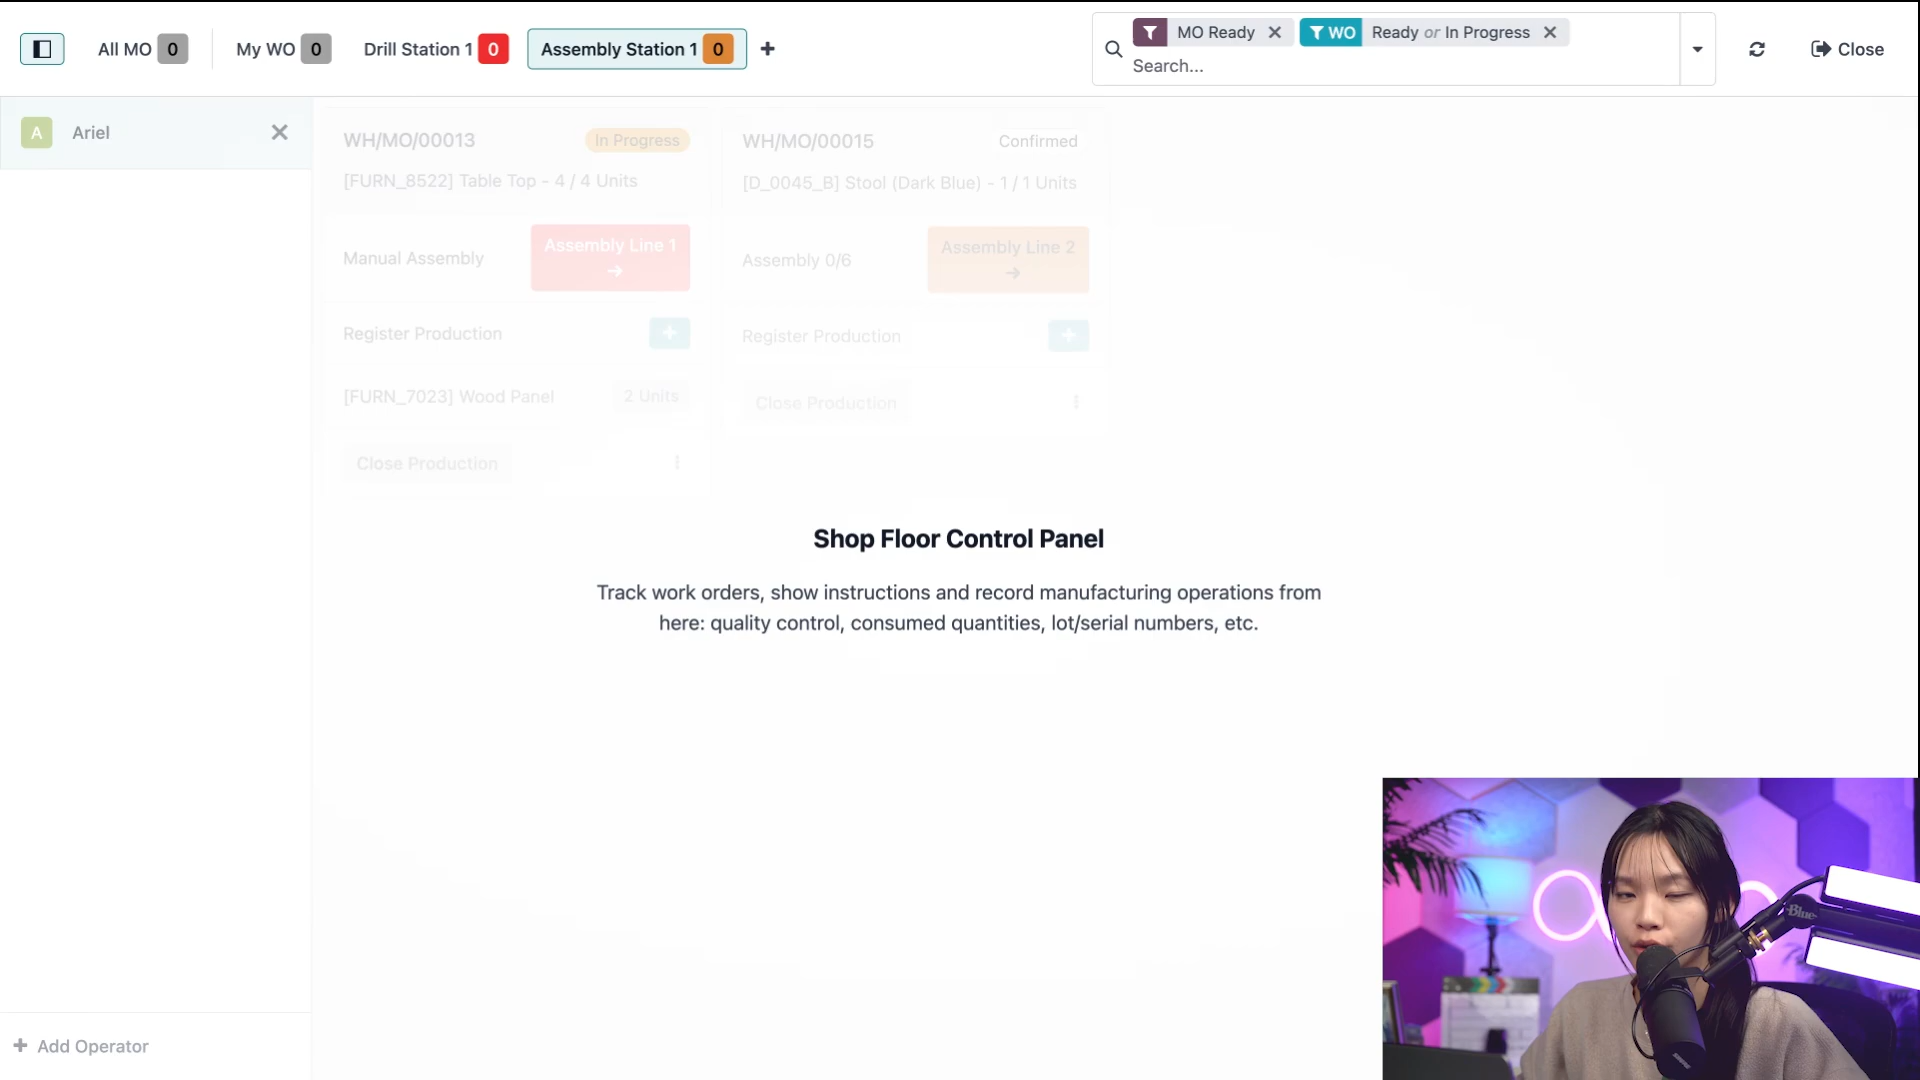 All MO 0
My WO 0
Drill Station 1 0
Assembly Station 1 0
MO Ready
WO Ready or In Progress
Search...
Close
A Ariel
WH/MO/00013 In Progress
[FURN_8522] Table Top - 4 / 4 Units
Manual Assembly
Assembly Line 1
Register Production
[FURN_7023] Wood Panel 2 Units
Close Production
WH/MO/00015 Confirmed
[D_0045_B] Stool (Dark Blue) - 1 / 1 Units
Assembly 0/6
Assembly Line 2
Register Production
Close Production
Shop Floor Control Panel
Track work orders, show instructions and record manufacturing operations from
here: quality control, consumed quantities, lot/serial numbers, etc.
Add Operator
Blue